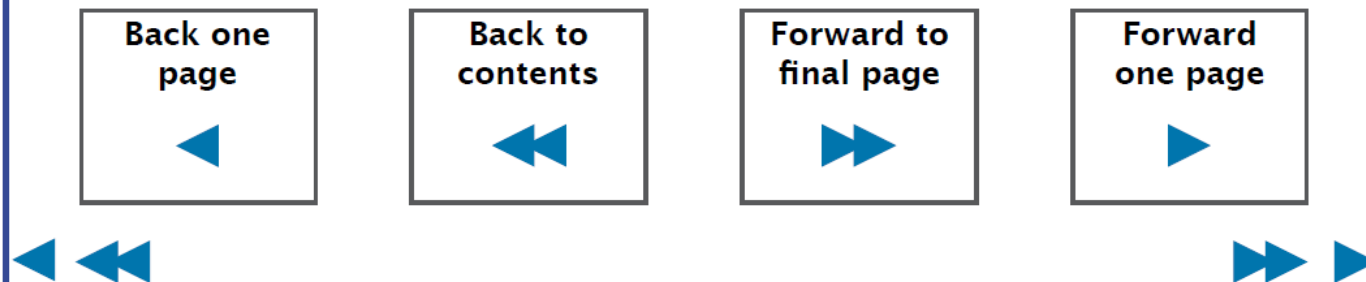 Back one
page
Back to
contents
Forward to
final page
Forward
one page